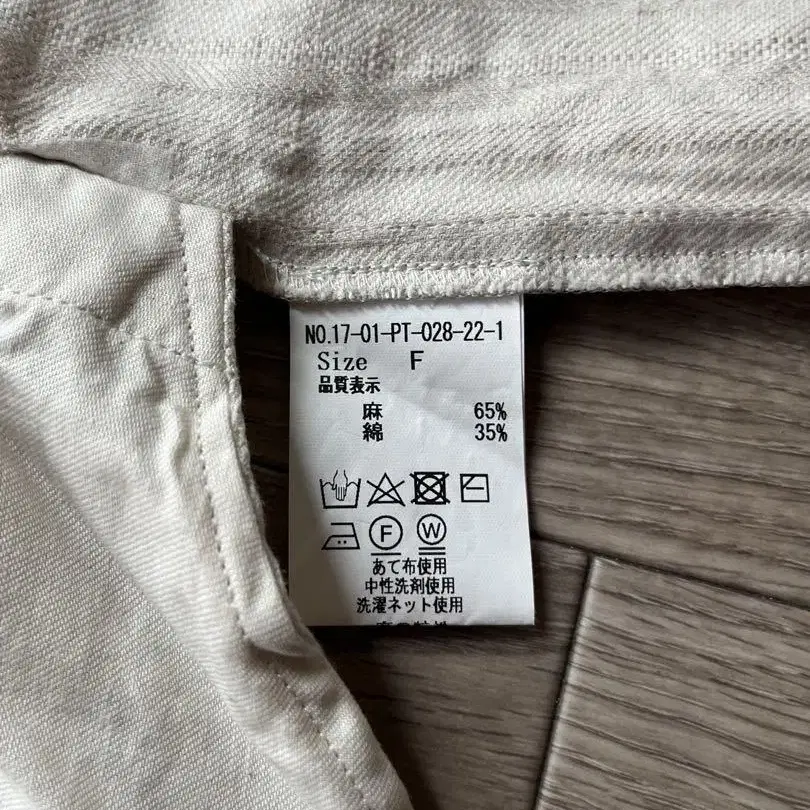 NO.17-01-PT-028-22-1
Size F
品質表示
麻 65%
綿 35%
F W
あて布使用
中性洗剤使用
洗濯ネット使用